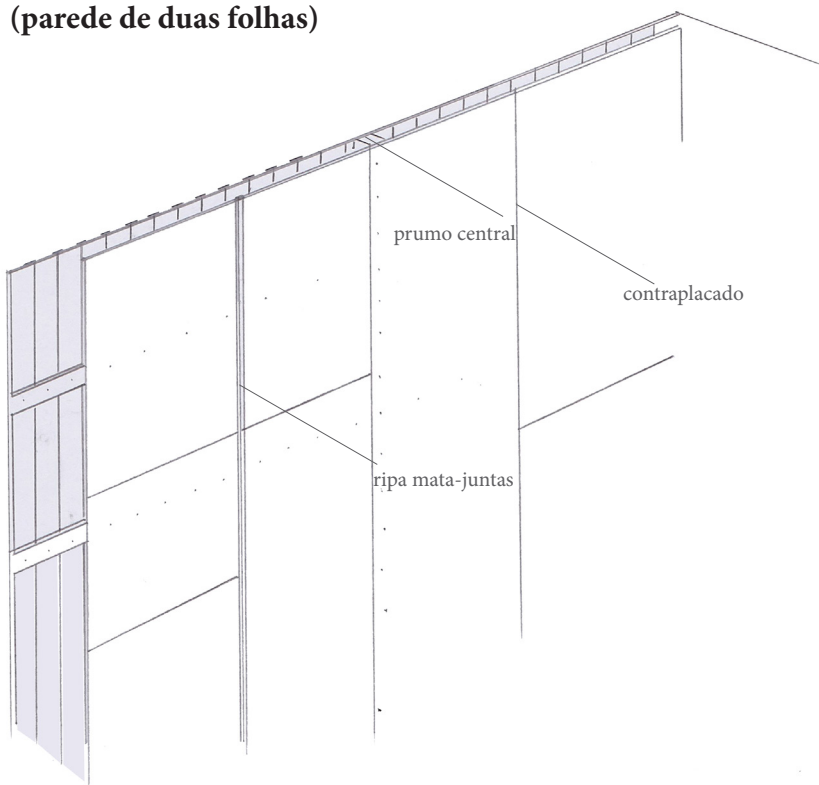 (parede de duas folhas)
prumo central
contraplacado
ripa mata-juntas